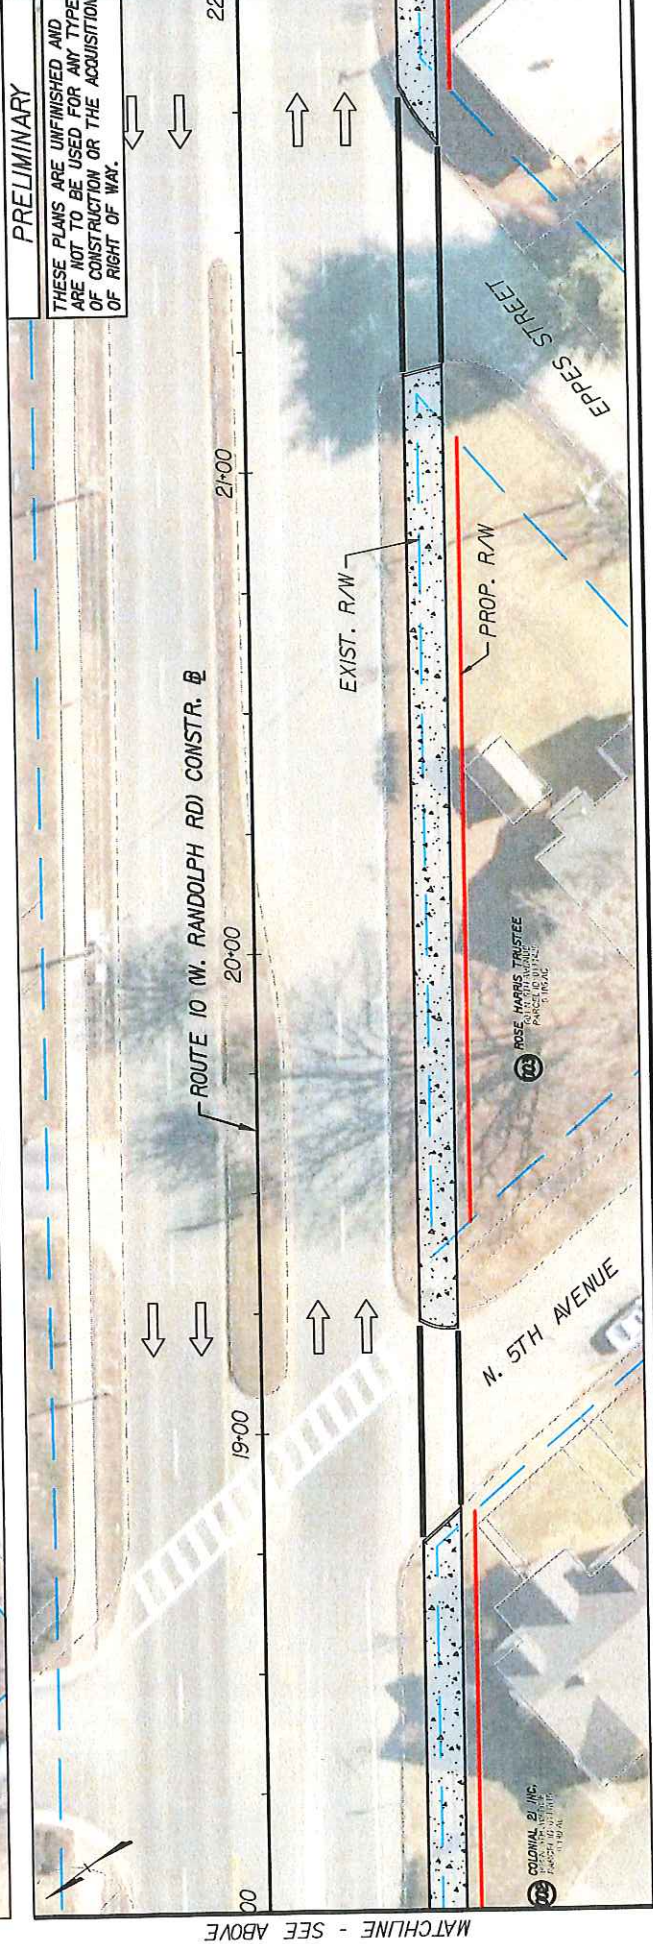 PRELIMINARY
THESE PLANS ARE UNFINISHED AND
ARE NOT TO BE USED FOR ANY TYPE
OF CONSTRUCTION OR THE ACQUISITION
OF RIGHT OF WAY.
22
21+00
20+00
19+00
00
ROUTE 10 (W. RANDOLPH RD) CONSTR. B
EXIST. R/W
PROP. R/W
EPPES STREET
N. 5TH AVENUE
003 ROSE HARRIS TRUSTEE
002 COLONIAL 21, INC.
MATCHLINE - SEE ABOVE